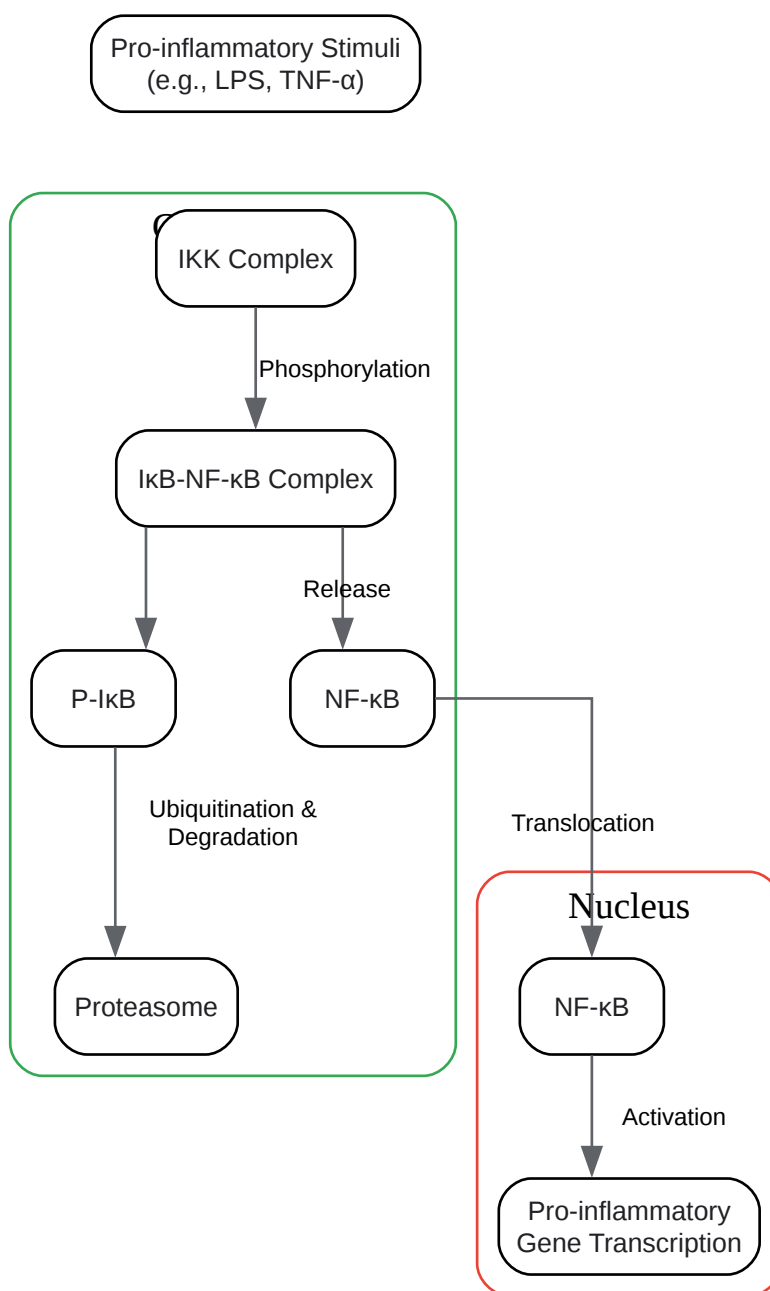 Pro-inflammatory Stimuli
(e.g., LPS, TNF-α)
IKK Complex
Phosphorylation
IκB-NF-κB Complex
Release
P-IκB
NF-κB
Ubiquitination &
Degradation
Translocation
Nucleus
Proteasome
NF-κB
Activation
Pro-inflammatory
Gene Transcription